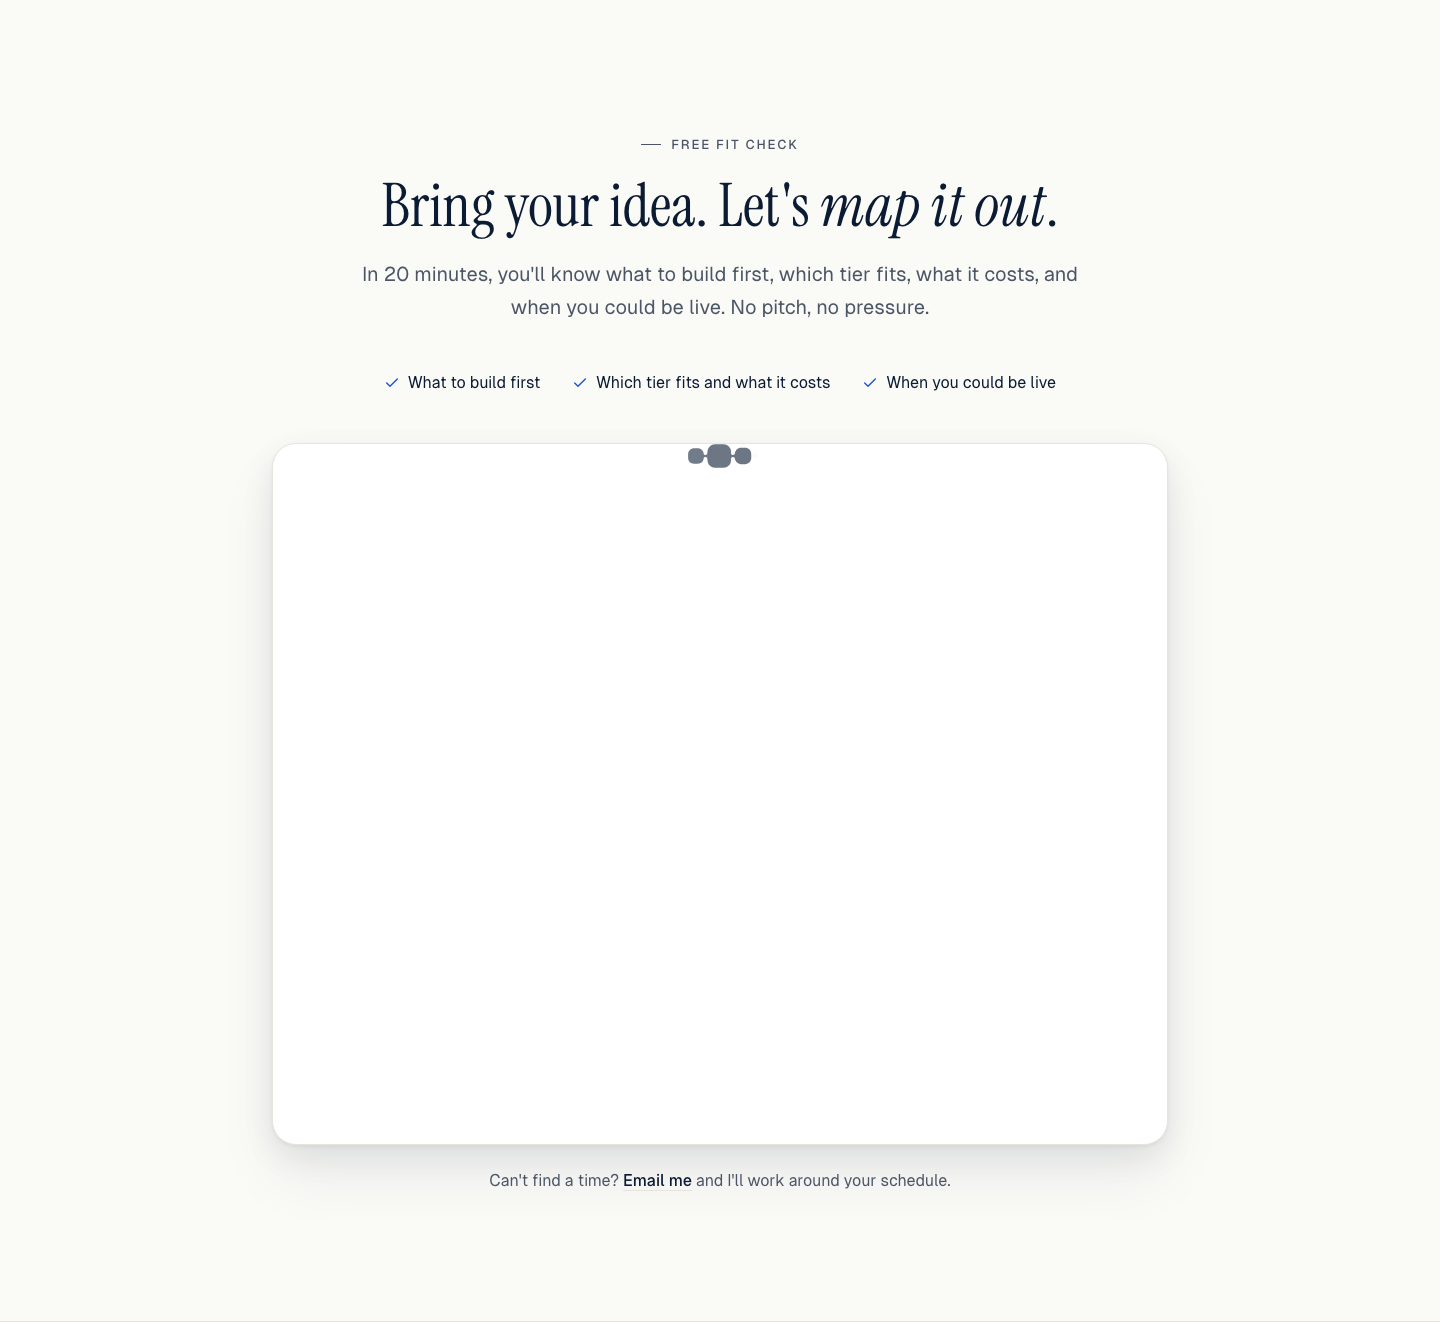 FREE FIT CHECK
Bring your idea. Let's map it out.
In 20 minutes, you'll know what to build first, which tier fits, what it costs, and
when you could be live. No pitch, no pressure.
What to build first
Which tier fits and what it costs
When you could be live
Can't find a time? Email me and I'll work around your schedule.